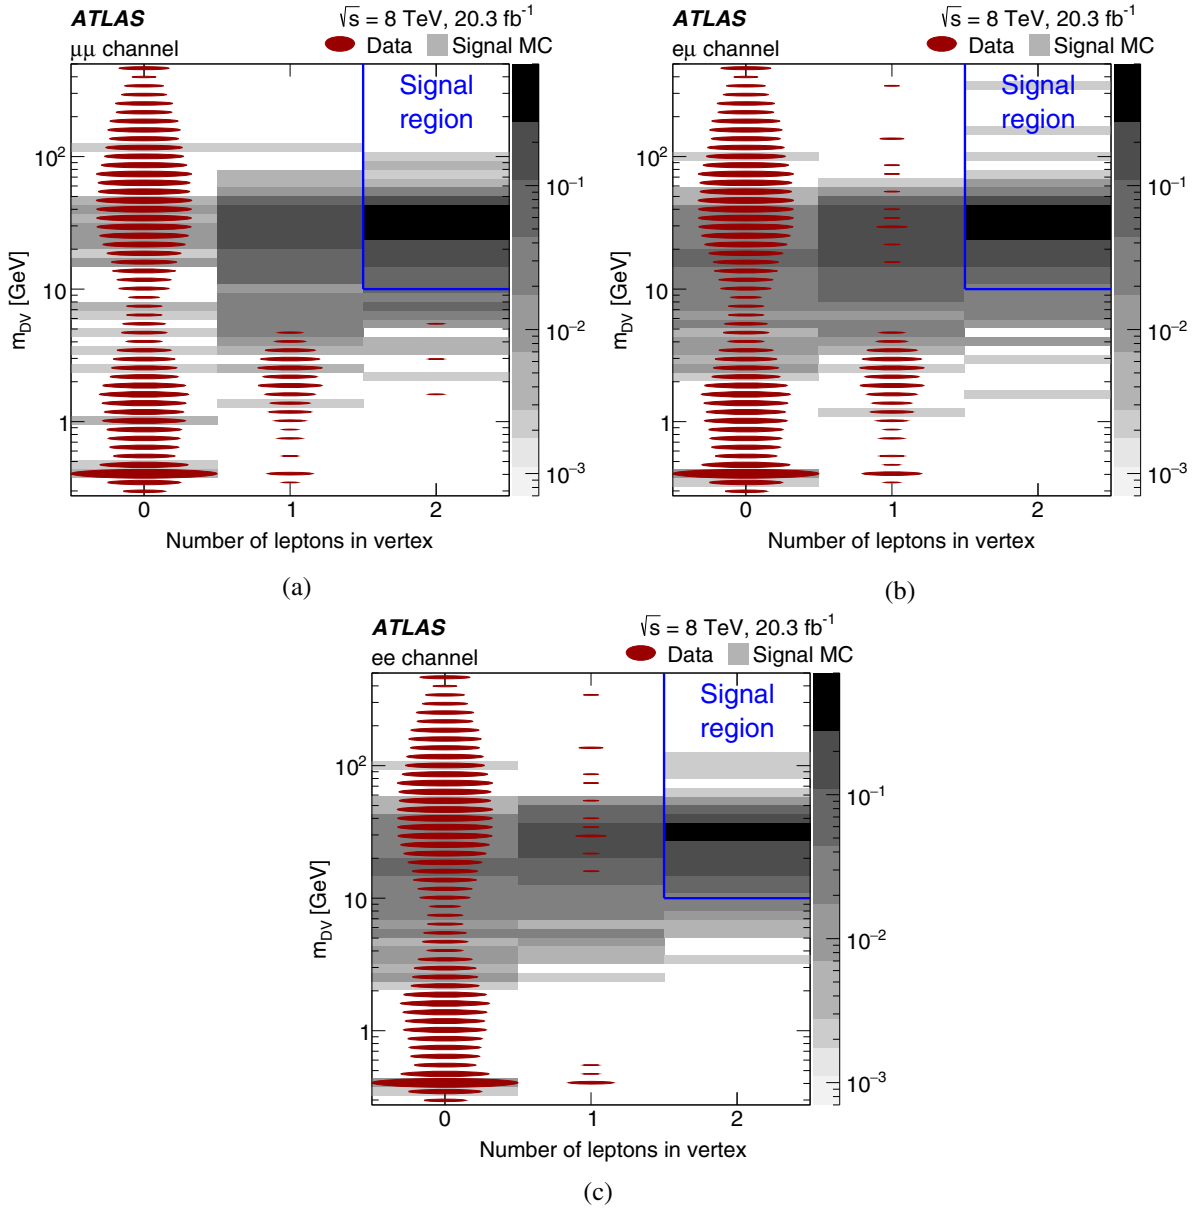 ATLAS
√s = 8 TeV, 20.3 fb⁻¹
μμ channel
Data
Signal MC
Signal
region
10²
10
1
m_DV [GeV]
0
1
2
Number of leptons in vertex
10⁻¹
10⁻²
10⁻³
(a)
ATLAS
√s = 8 TeV, 20.3 fb⁻¹
eμ channel
Data
Signal MC
Signal
region
10²
10
1
m_DV [GeV]
0
1
2
Number of leptons in vertex
10⁻¹
10⁻²
10⁻³
(b)
ATLAS
√s = 8 TeV, 20.3 fb⁻¹
ee channel
Data
Signal MC
Signal
region
10²
10
1
m_DV [GeV]
0
1
2
Number of leptons in vertex
10⁻¹
10⁻²
10⁻³
(c)